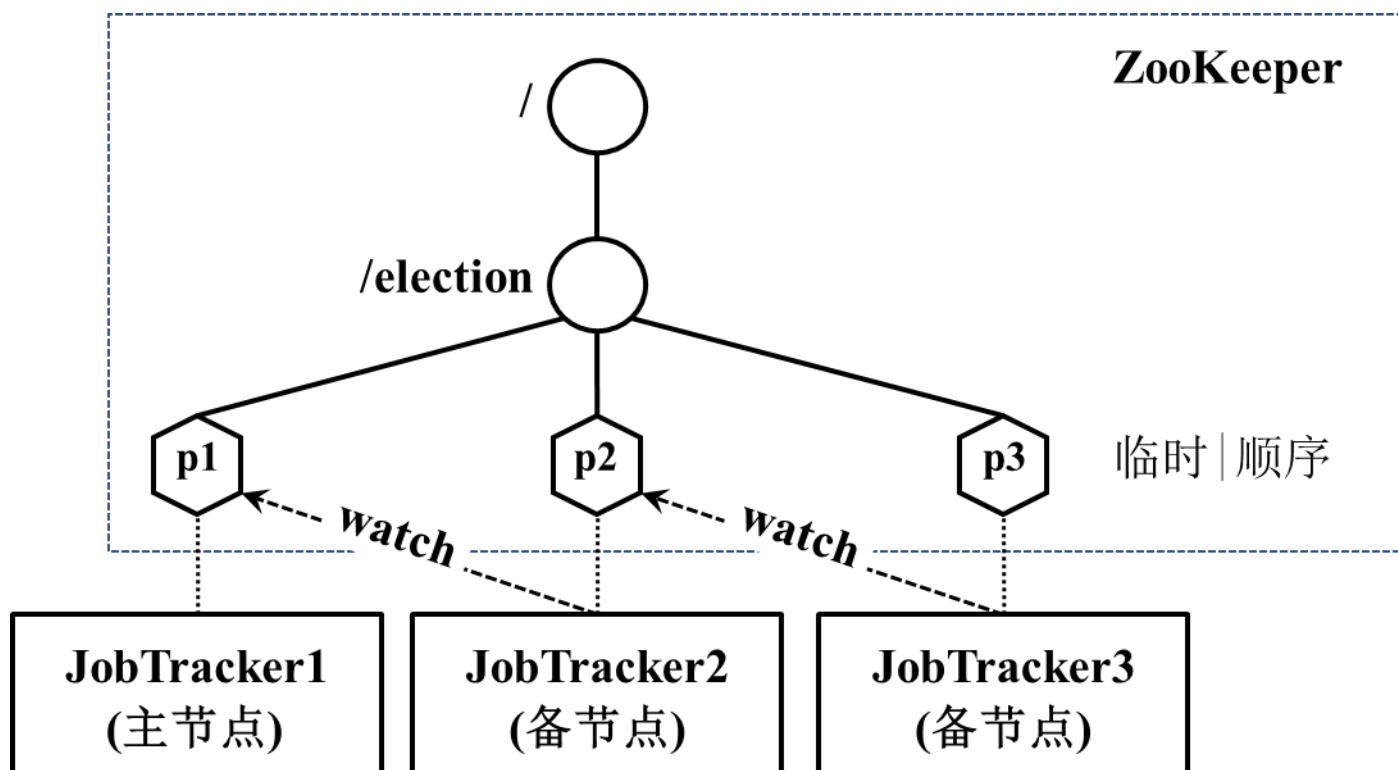 ZooKeeper
/
/election
p1
p2
p3
临时|顺序
watch
watch
JobTracker1
(主节点)
JobTracker2
(备节点)
JobTracker3
(备节点)